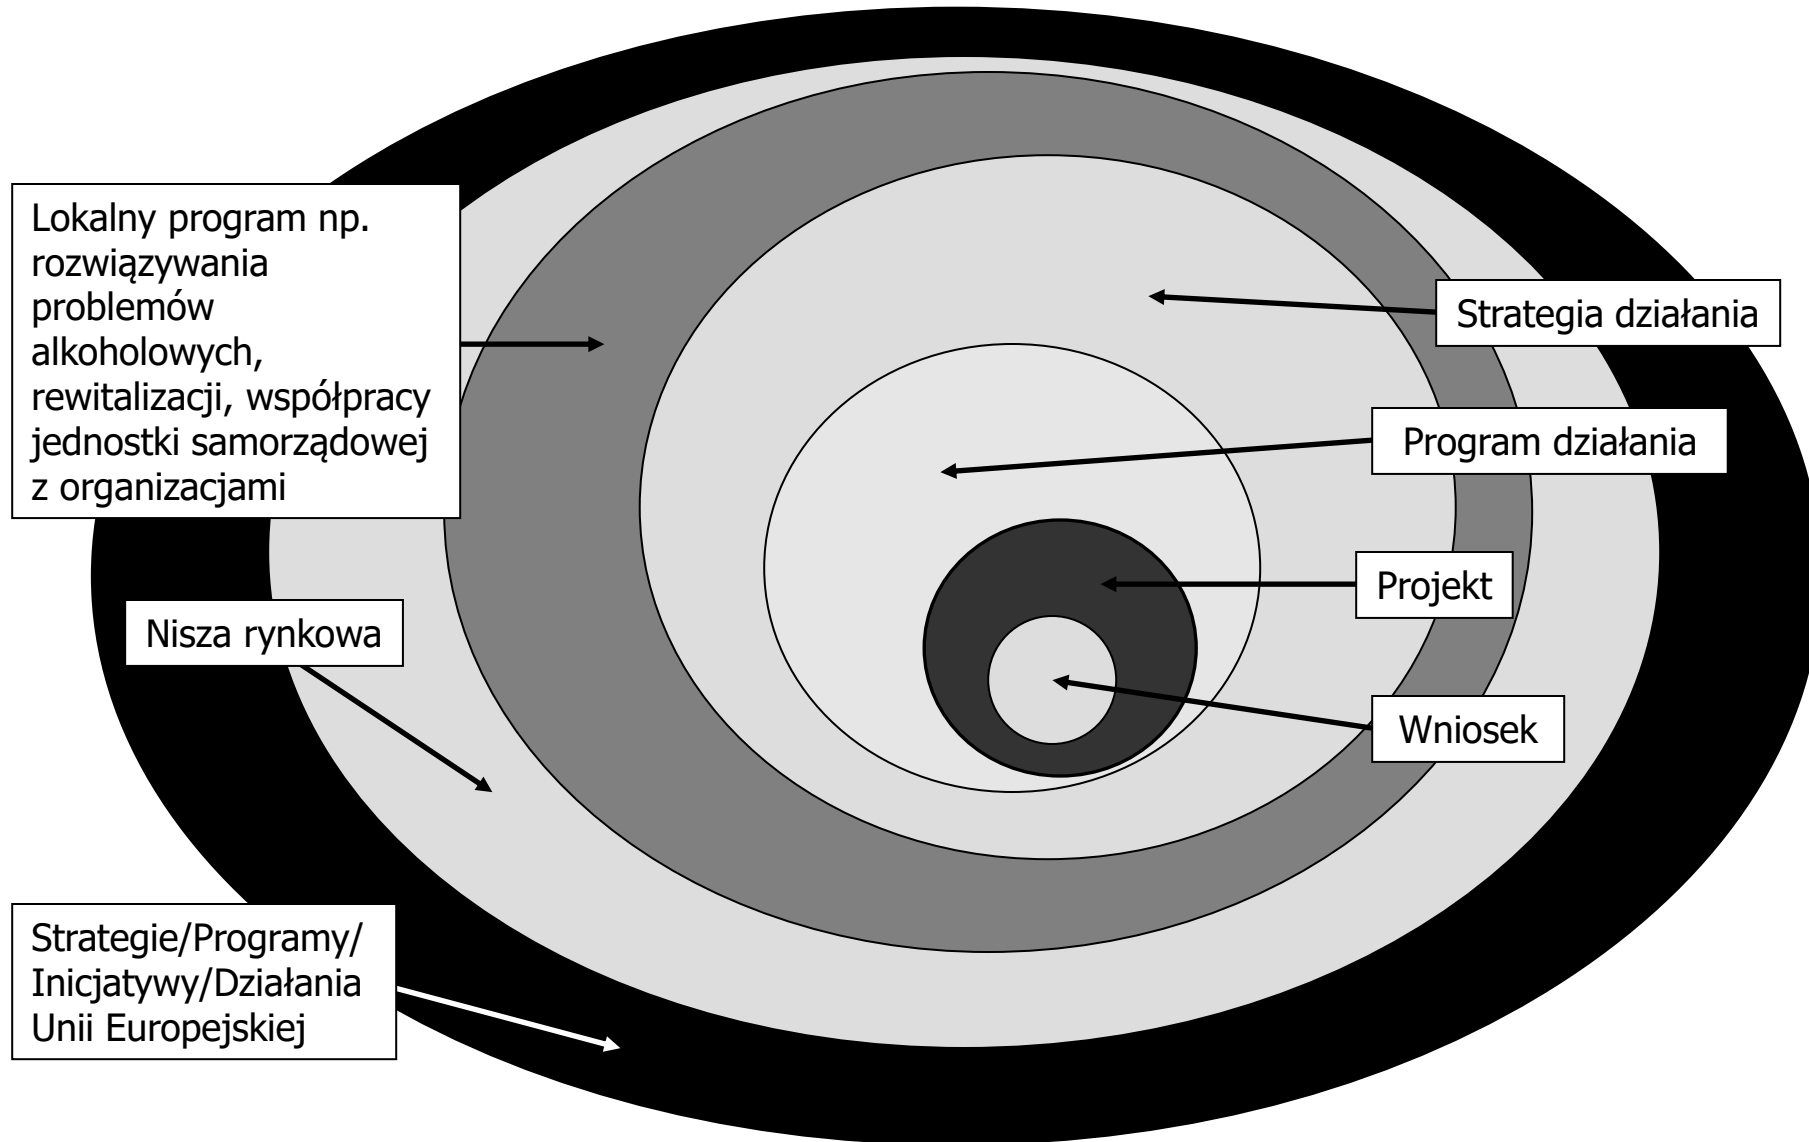 Lokalny program np.
rozwiązywania
problemów
alkoholowych,
rewitalizacji, współpracy
jednostki samorządowej
z organizacjami
Strategia działania
Program działania
Projekt
Nisza rynkowa
Wniosek
Strategie/Programy/
Inicjatywy/Działania
Unii Europejskiej